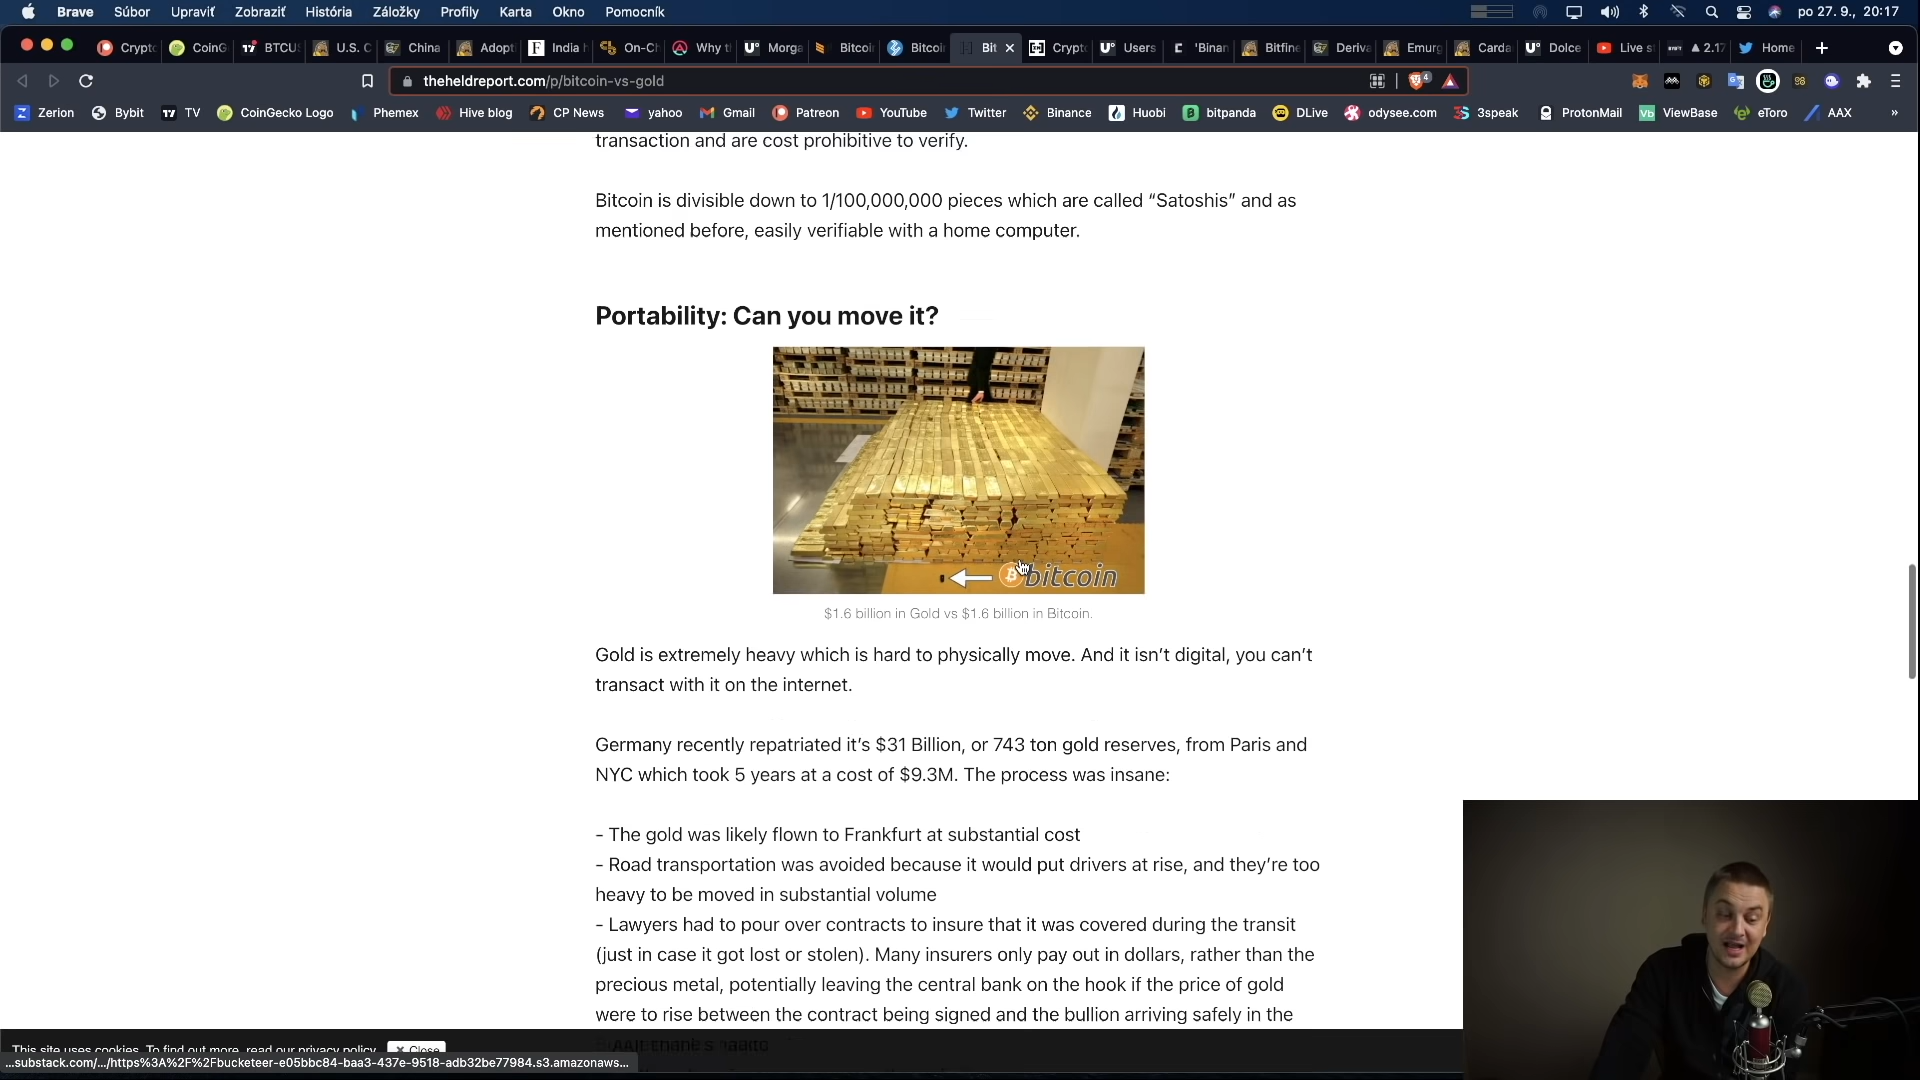 Brave Súbor Upraviť Zobraziť História Záložky Profily Karta Okno Pomocník po 27. 9., 20:17
Crypto CoinG BTCUS U.S. C China Adopti India h On-Ch Why th Morga Bitcoin Bitcoin Bit Crypto Users 'Binan Bitfine Deriva Emurg Carda Dolce Live s 2.17 Home
theheldreport.com/p/bitcoin-vs-gold 4
Zerion Bybit TV CoinGecko Logo Phemex Hive blog CP News yahoo Gmail Patreon YouTube Twitter Binance Huobi bitpanda DLive odysee.com 3speak ProtonMail ViewBase eToro AAX »
transaction and are cost prohibitive to verify.
Bitcoin is divisible down to 1/100,000,000 pieces which are called “Satoshis” and as
mentioned before, easily verifiable with a home computer.
Portability: Can you move it?
bitcoin
$1.6 billion in Gold vs $1.6 billion in Bitcoin.
Gold is extremely heavy which is hard to physically move. And it isn’t digital, you can’t
transact with it on the internet.
Germany recently repatriated it’s $31 Billion, or 743 ton gold reserves, from Paris and
NYC which took 5 years at a cost of $9.3M. The process was insane:
- The gold was likely flown to Frankfurt at substantial cost
- Road transportation was avoided because it would put drivers at rise, and they’re too
heavy to be moved in substantial volume
- Lawyers had to pour over contracts to insure that it was covered during the transit
(just in case it got lost or stolen). Many insurers only pay out in dollars, rather than the
precious metal, potentially leaving the central bank on the hook if the price of gold
were to rise between the contract being signed and the bullion arriving safely in the
This site uses cookies. To find out more, read our privacy policy. × Close
...substack.com/.../https%3A%2F%2Fbucketeer-e05bbc84-baa3-437e-9518-adb32be77984.s3.amazonaws...